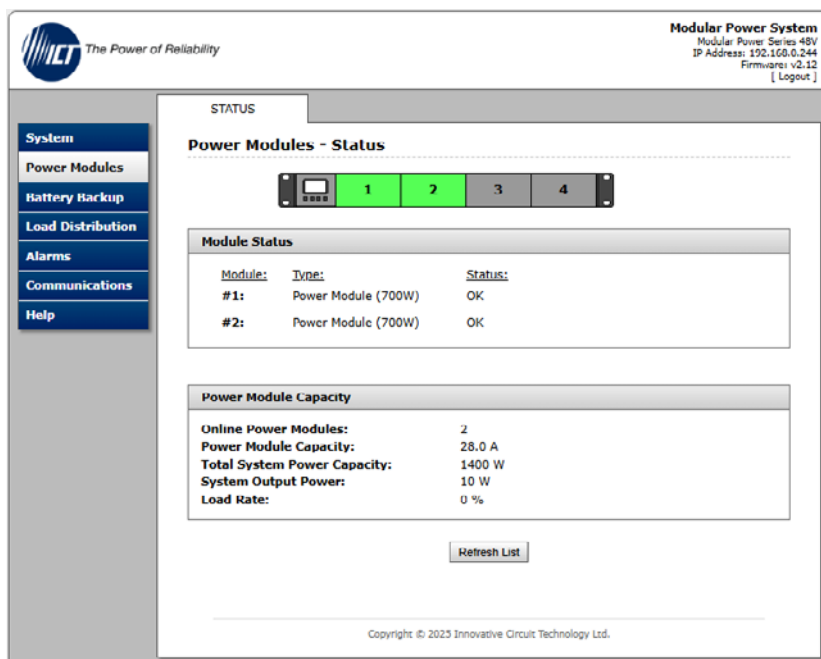 ICT The Power of Reliability
Modular Power System
Modular Power Series 48V
IP Address: 192.168.0.244
Firmware: v2.12
[ Logout ]
STATUS
System
Power Modules
Battery Backup
Load Distribution
Alarms
Communications
Help
Power Modules - Status
1 2 3 4
Module Status
Module: Type: Status:
#1: Power Module (700W) OK
#2: Power Module (700W) OK
Power Module Capacity
Online Power Modules: 2
Power Module Capacity: 28.0 A
Total System Power Capacity: 1400 W
System Output Power: 10 W
Load Rate: 0 %
Refresh List
Copyright © 2023 Innovative Circuit Technology Ltd.